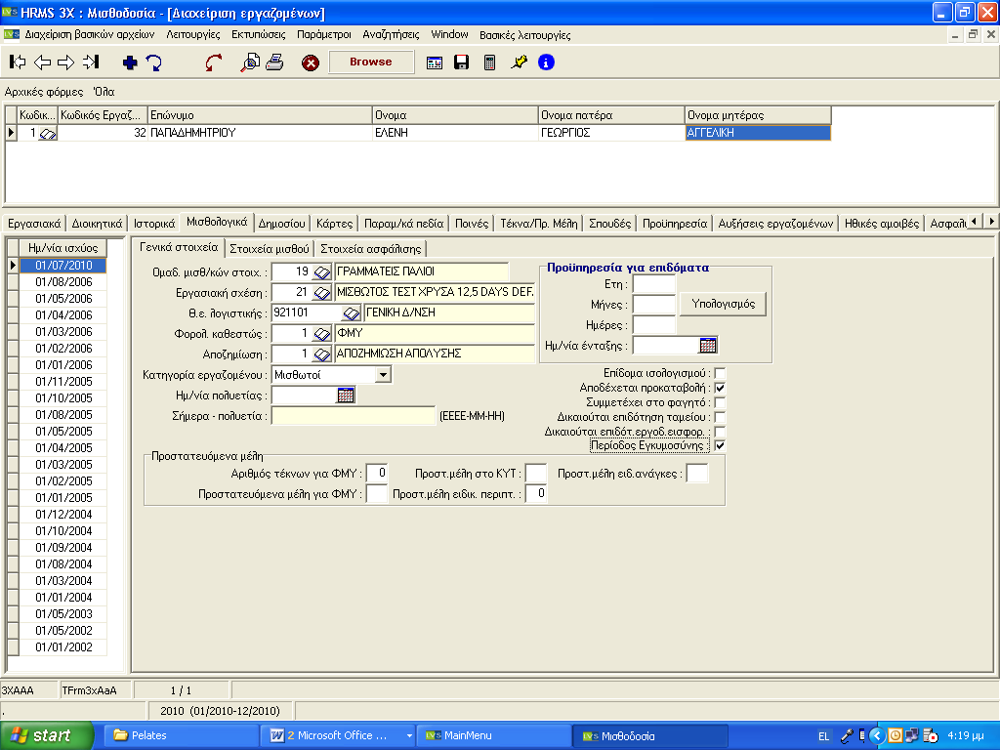 HRMS 3X : Μισθοδοσία - [Διαχείριση εργαζομένων]
Διαχείριση βασικών αρχείων Λειτουργίες Εκτυπώσεις Παράμετροι Αναζητήσεις Window Βασικές λειτουργίες
Browse
Αρχικές φόρμες Όλα
Κωδικ... Κωδικός Εργαζ... Επώνυμο Ονομα Ονομα πατέρα Ονομα μητέρας
1 32 ΠΑΠΑΔΗΜΗΤΡΙΟΥ ΕΛΕΝΗ ΓΕΩΡΓΙΟΣ ΑΓΓΕΛΙΚΗ
Εργασιακά Διοικητικά Ιστορικά Μισθολογικά Δημοσίου Κάρτες Παραμ/κά πεδία Ποινές Τέκνα/Πρ. Μέλη Σπουδές Προϋπηρεσία Αυξήσεις εργαζομένων Ηθικές αμοιβές Ασφαλ
Ημ/νία ισχύος
01/07/2010
01/08/2006
01/05/2006
01/04/2006
01/03/2006
01/02/2006
01/01/2006
01/11/2005
01/10/2005
01/08/2005
01/05/2005
01/04/2005
01/03/2005
01/02/2005
01/01/2005
01/12/2004
01/10/2004
01/09/2004
01/08/2004
01/03/2004
01/01/2004
01/05/2003
01/05/2002
01/01/2002
Γενικά στοιχεία Στοιχεία μισθού Στοιχεία ασφάλισης
Ομαδ. μισθ/κών στοιχ. : 19 ΓΡΑΜΜΑΤΕΙΣ ΠΑΛΙΟΙ
Εργασιακή σχέση : 21 ΜΙΣΘΩΤΟΣ ΤΕΣΤ ΧΡΥΣΑ 12,5 DAYS DEF.
Θ.ε. λογιστικής : 921101 ΓΕΝΙΚΗ Δ/ΝΣΗ
Φορολ. καθεστώς : 1 ΦΜΥ
Αποζημίωση : 1 ΑΠΟΖΗΜΙΩΣΗ ΑΠΟΛΥΣΗΣ
Κατηγορία εργαζομένου : Μισθωτοί
Ημ/νία πολυετίας :
Σήμερα - πολυετία : (ΕΕΕΕ-ΜΜ-ΗΗ)
Προϋπηρεσία για επιδόματα
Ετη :
Μήνες : Υπολογισμός
Ημέρες :
Ημ/νία ένταξης :
Επίδομα ισολογισμού :
Αποδέχεται προκαταβολή :
Συμμετέχει στο φαγητό :
Δικαιούται επιδότηση ταμείου :
Δικαιούται επιδότ.εργοδ.εισφορ. :
Περίοδος Εγκυμοσύνης :
Προστατευόμενα μέλη
Αριθμός τέκνων για ΦΜΥ : 0 Προστ.μέλη στο ΚΥΤ : Προστ.μέλη ειδ.ανάγκες :
Προστατευόμενα μέλη για ΦΜΥ : Προστ.μέλη ειδικ. περιπτ. : 0
3XAAA TFrm3xAaA 1 / 1
. 2010 (01/2010-12/2010)
start Pelates 2 Microsoft Office ... MainMenu Μισθοδοσία EL 4:19 μμ